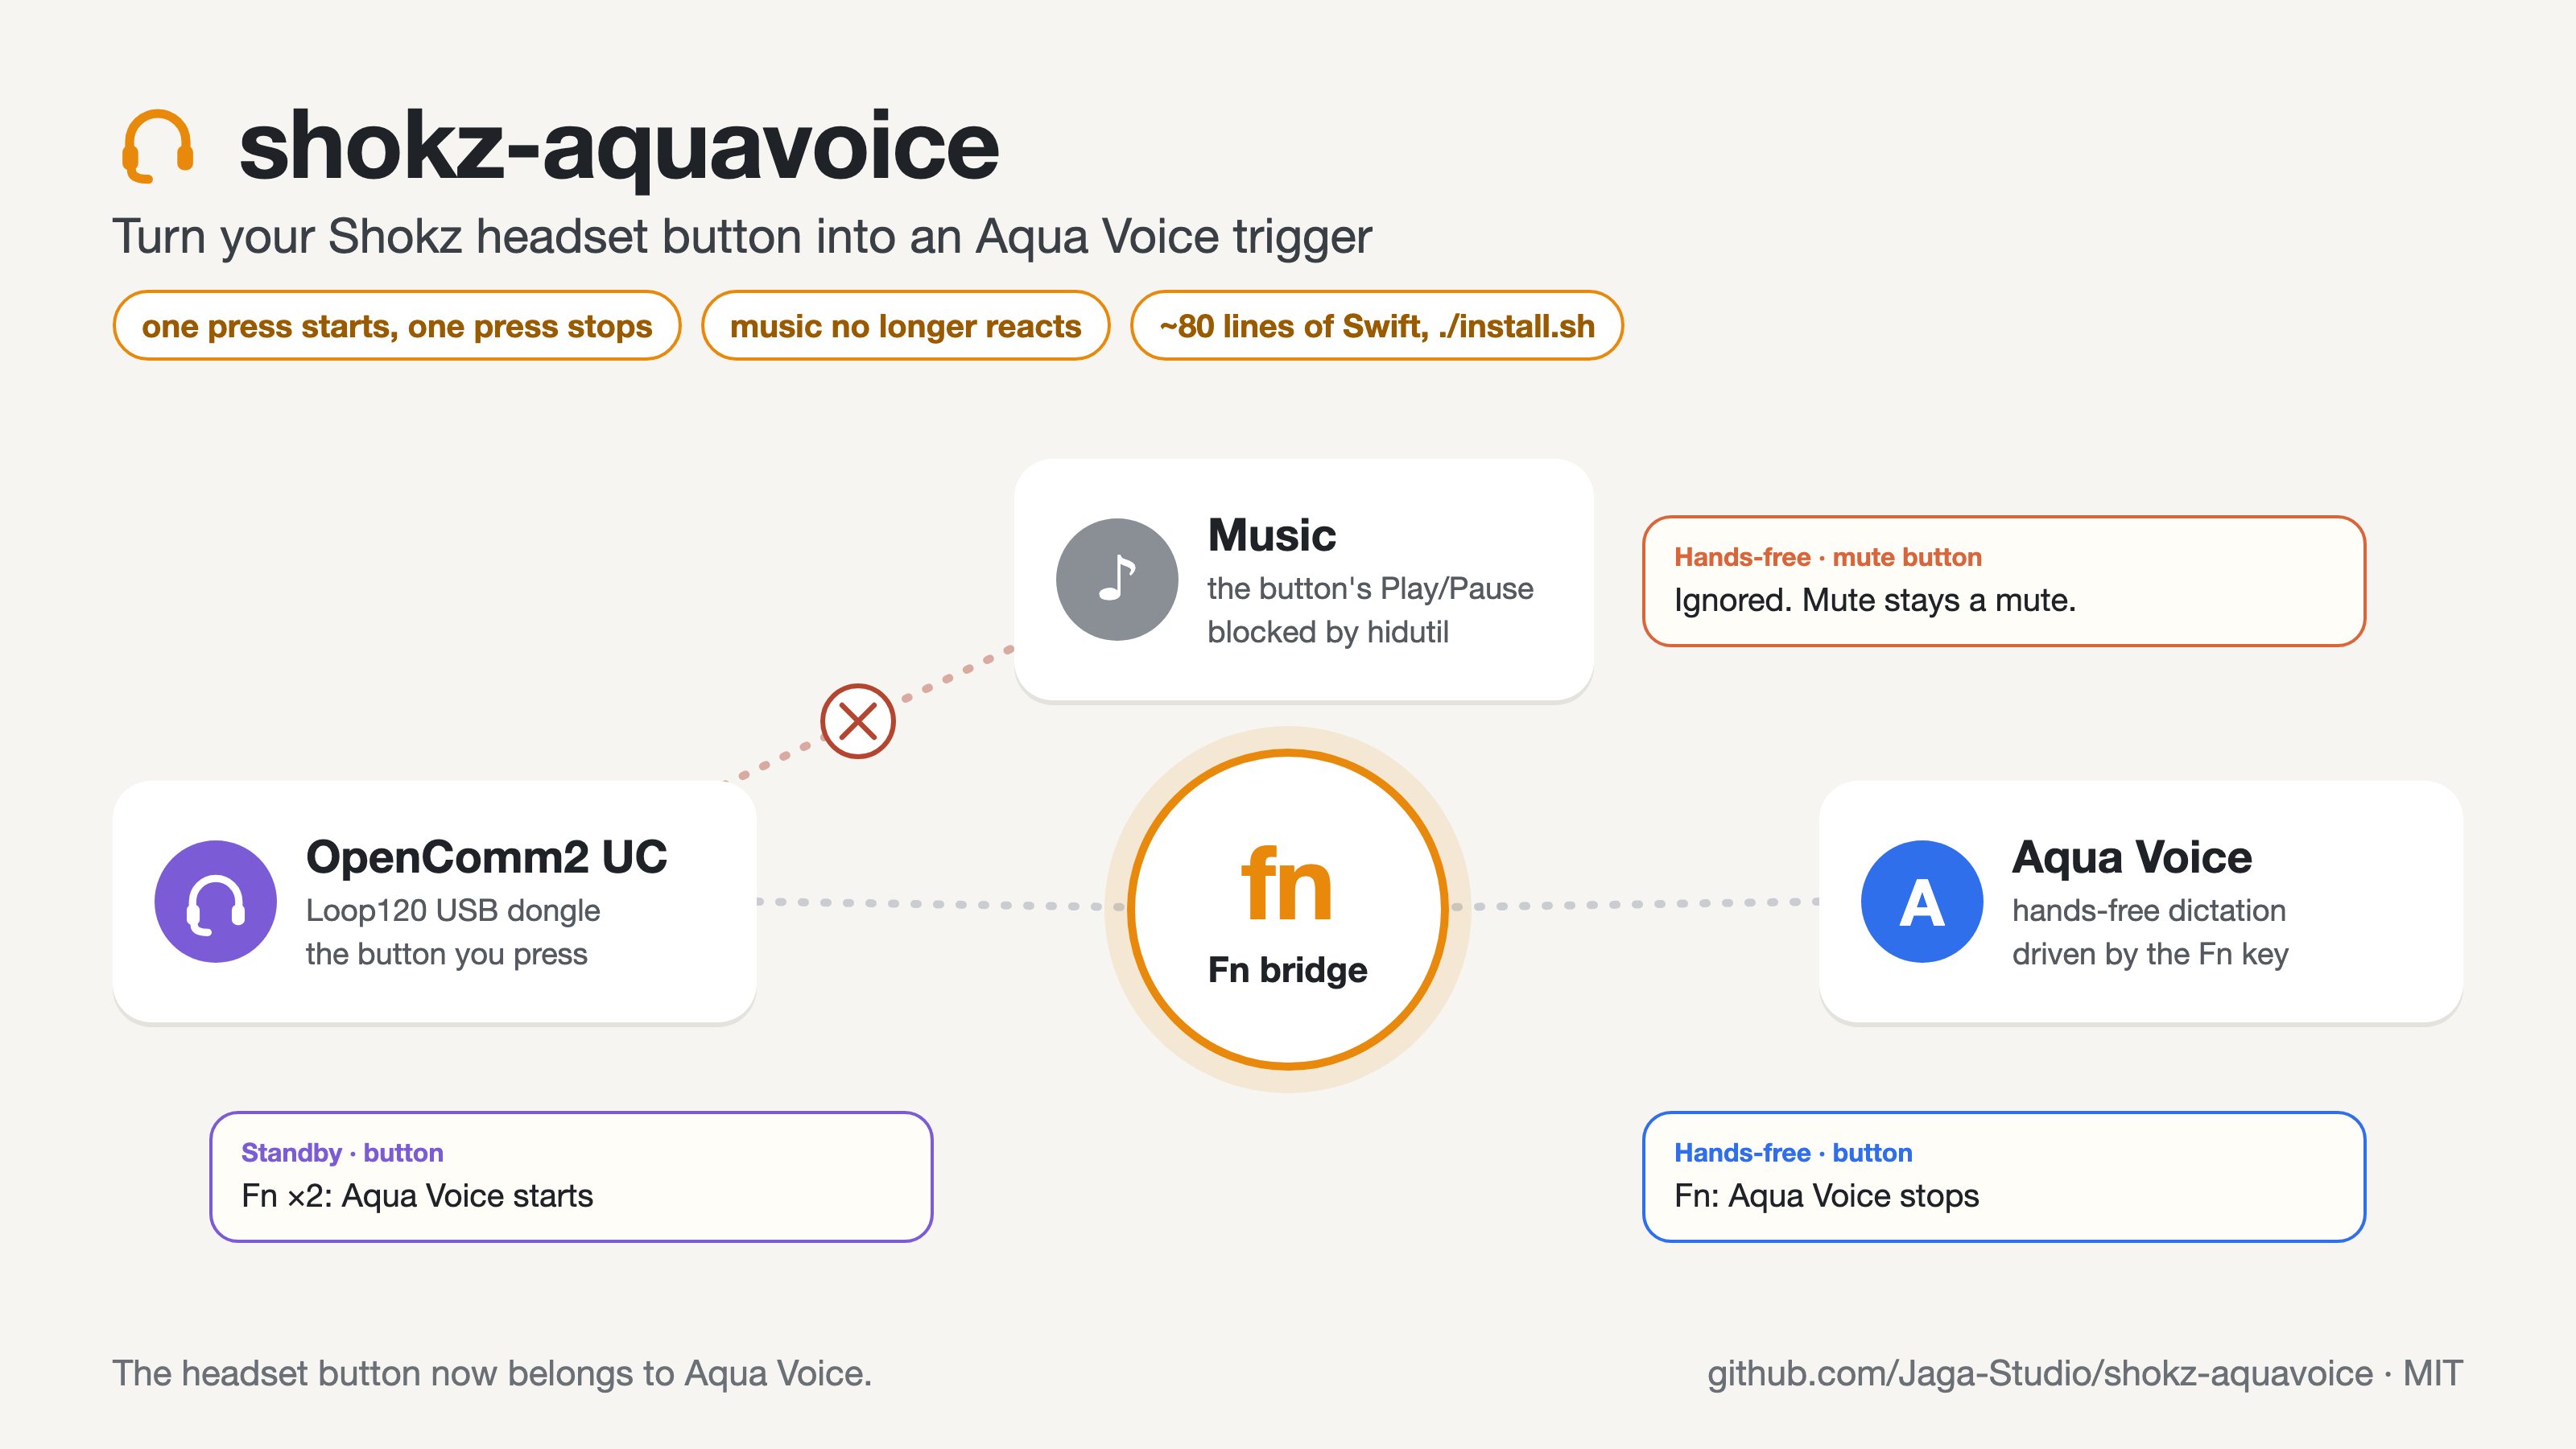 shokz-aquavoice
Turn your Shokz headset button into an Aqua Voice trigger
one press starts, one press stops
music no longer reacts
~80 lines of Swift, ./install.sh
Music
the button's Play/Pause
blocked by hidutil
Hands-free · mute button
Ignored. Mute stays a mute.
OpenComm2 UC
Loop120 USB dongle
the button you press
fn
Fn bridge
A
Aqua Voice
hands-free dictation
driven by the Fn key
Standby · button
Fn ×2: Aqua Voice starts
Hands-free · button
Fn: Aqua Voice stops
The headset button now belongs to Aqua Voice.
github.com/Jaga-Studio/shokz-aquavoice · MIT